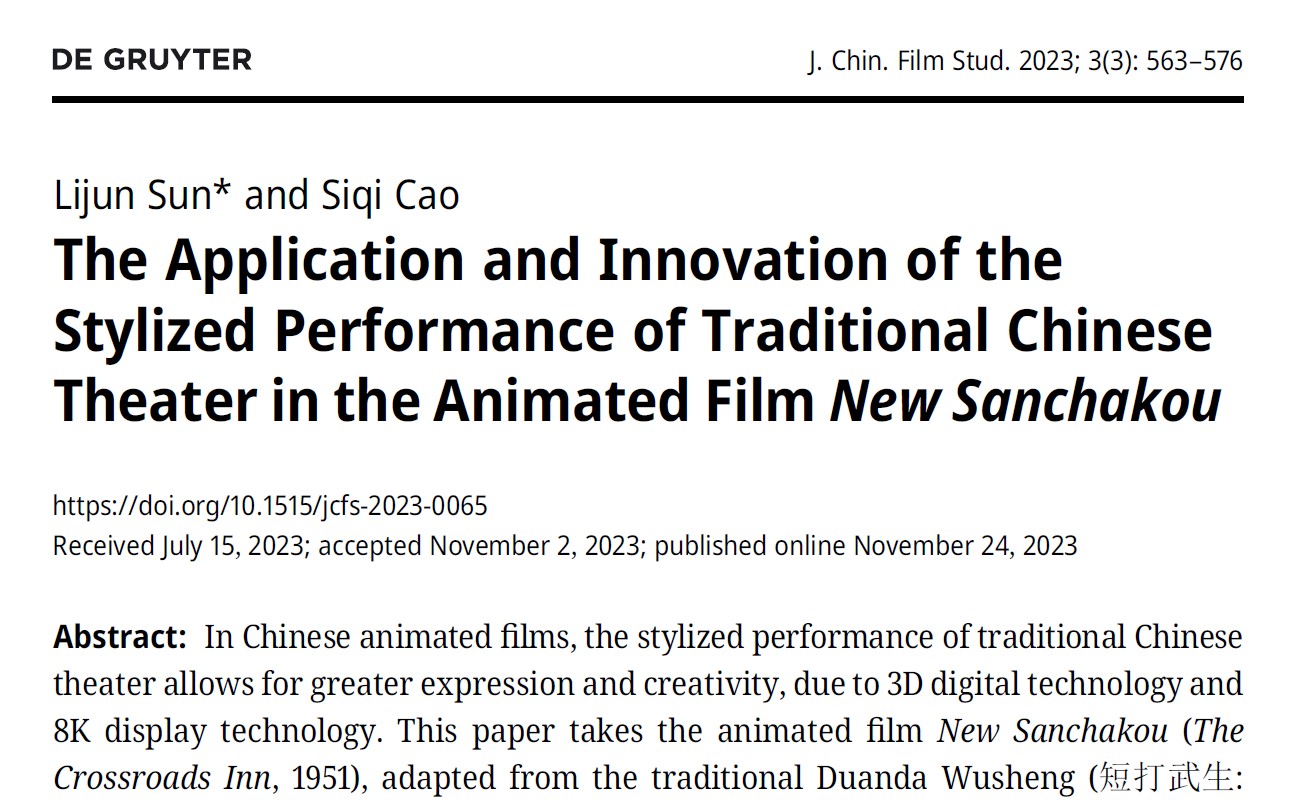 DE GRUYTER
J. Chin. Film Stud. 2023; 3(3): 563–576
Lijun Sun* and Siqi Cao
The Application and Innovation of the
Stylized Performance of Traditional Chinese
Theater in the Animated Film New Sanchakou
https://doi.org/10.1515/jcfs-2023-0065
Received July 15, 2023; accepted November 2, 2023; published online November 24, 2023
Abstract: In Chinese animated films, the stylized performance of traditional Chinese
theater allows for greater expression and creativity, due to 3D digital technology and
8K display technology. This paper takes the animated film New Sanchakou (The
Crossroads Inn, 1951), adapted from the traditional Duanda Wusheng (短打武生: